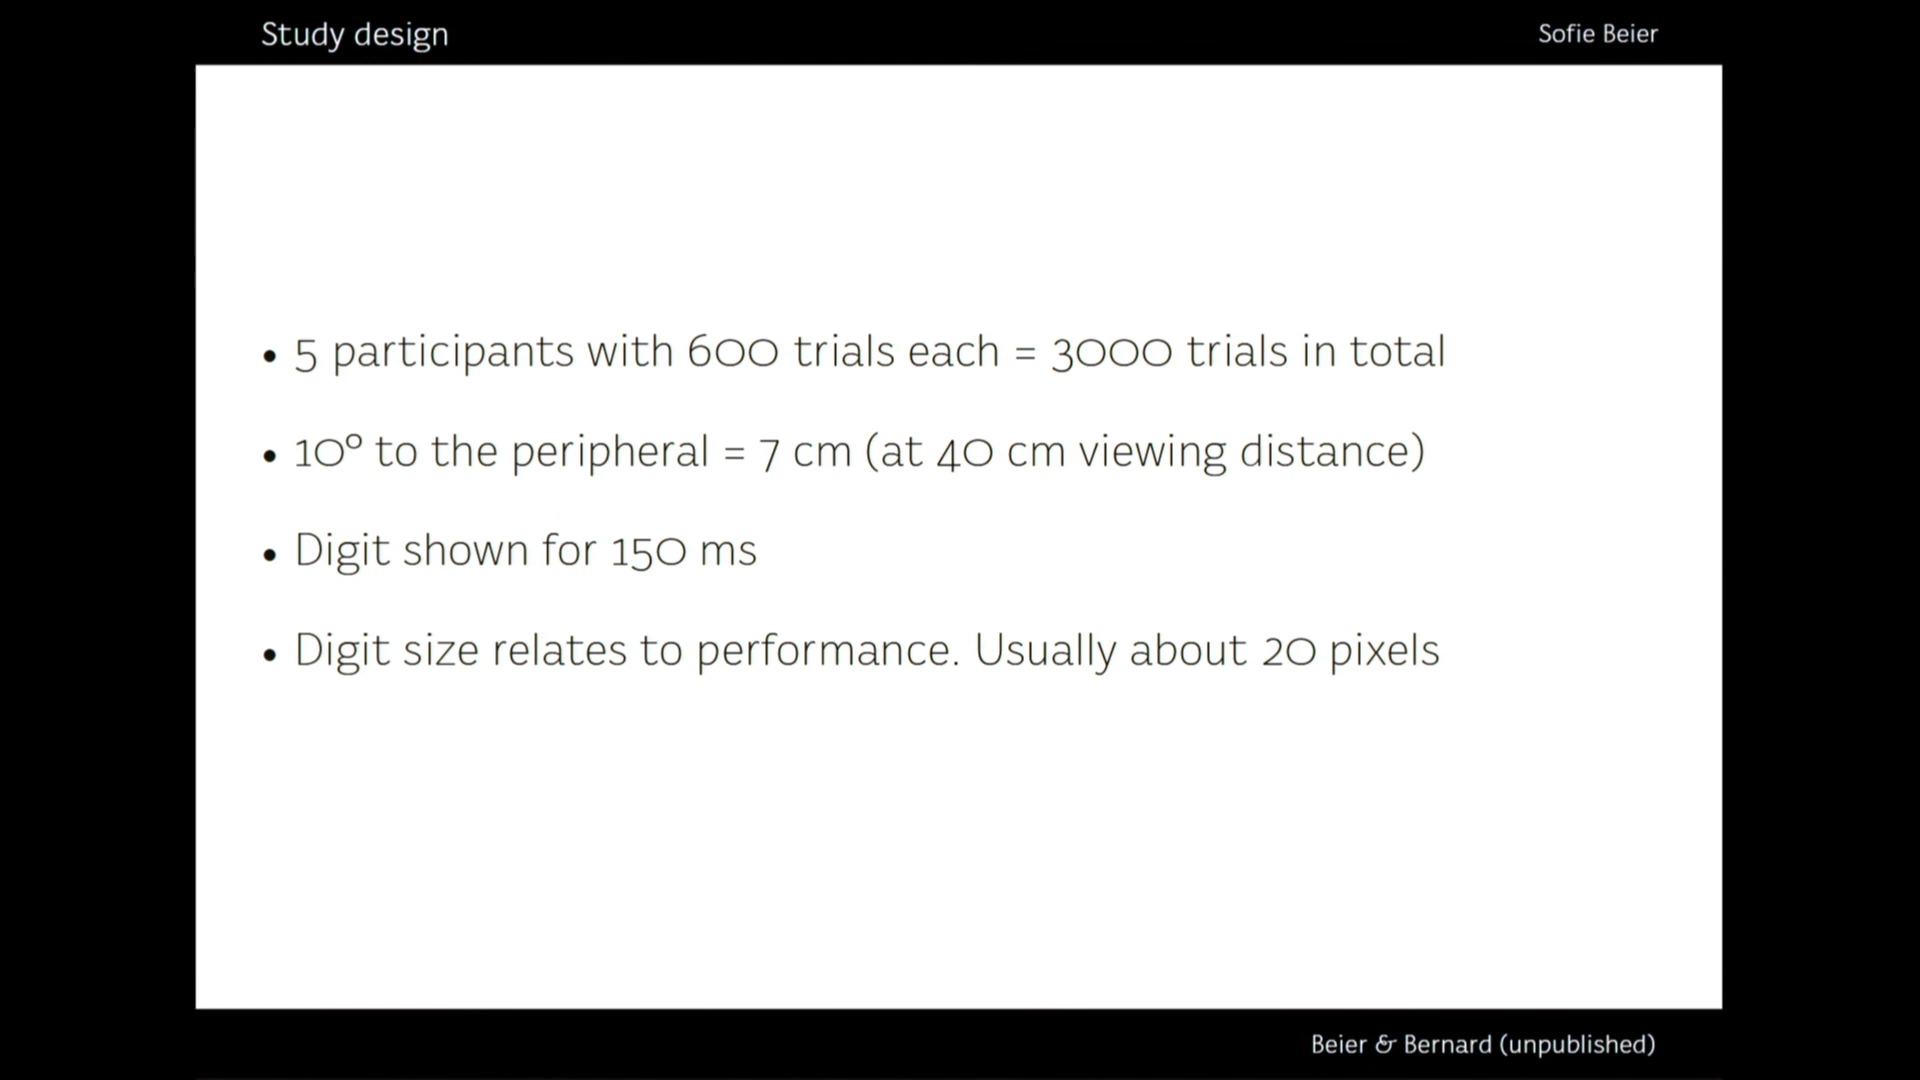 Study design
Sofie Beier
• 5 participants with 600 trials each = 3000 trials in total
• 10° to the peripheral = 7 cm (at 40 cm viewing distance)
• Digit shown for 150 ms
• Digit size relates to performance. Usually about 20 pixels
Beier & Bernard (unpublished)